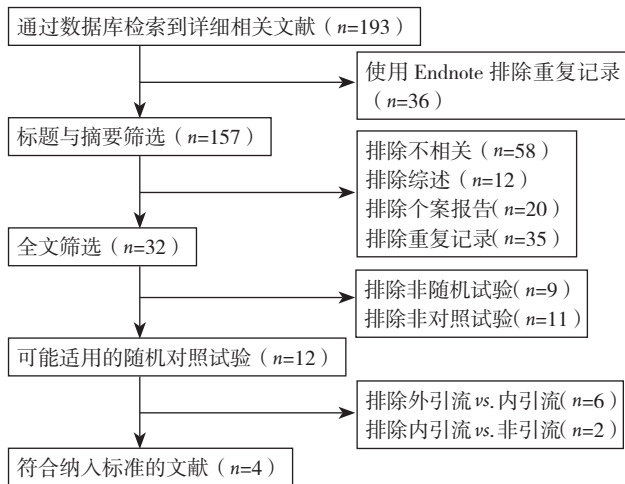 通过数据库检索到详细相关文献（n=193）
使用 Endnote 排除重复记录
（n=36）
标题与摘要筛选（n=157）
排除不相关（n=58）
排除综述（n=12）
排除个案报告（n=20）
排除重复记录（n=35）
全文筛选（n=32）
排除非随机试验（n=9）
排除非对照试验（n=11）
可能适用的随机对照试验（n=12）
排除外引流 vs. 内引流（n=6）
排除内引流 vs. 非引流（n=2）
符合纳入标准的文献（n=4）